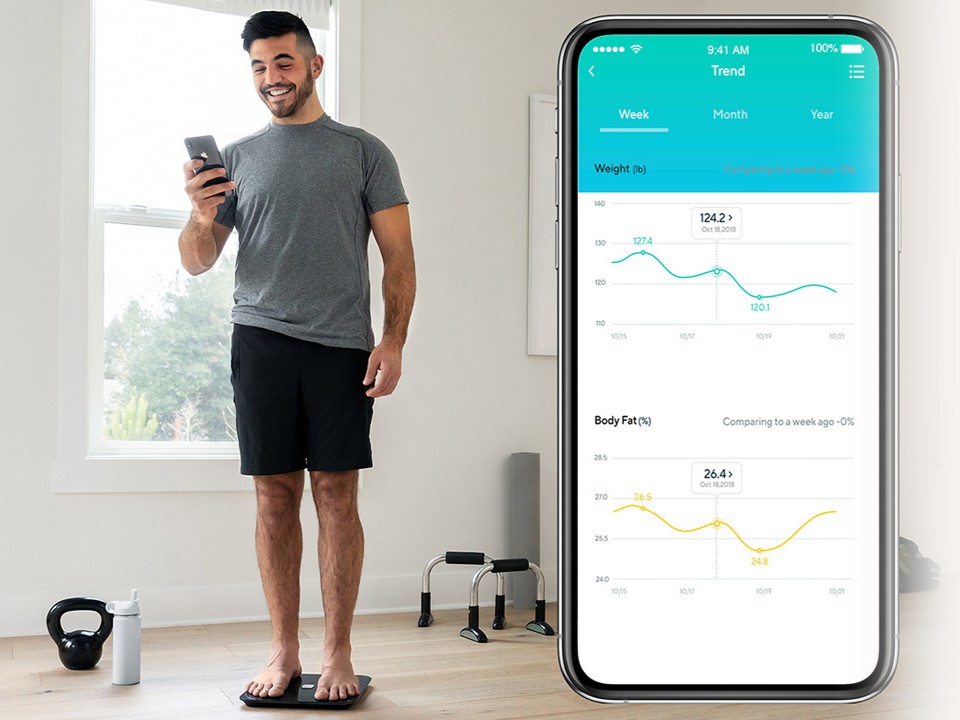 9:41 AM
100%
Trend
Week Month Year
Weight (lb)
Comparing to a week ago -0%
140
124.2 >
Oct 18,2018
127.4
130
120
120.1
110
10/15 10/17 10/19 10/21
Body Fat(%)
Comparing to a week ago -0%
28.5
26.4 >
Oct 18,2018
27.0
26.5
25.5
24.8
24.0
10/15 10/17 10/19 10/21